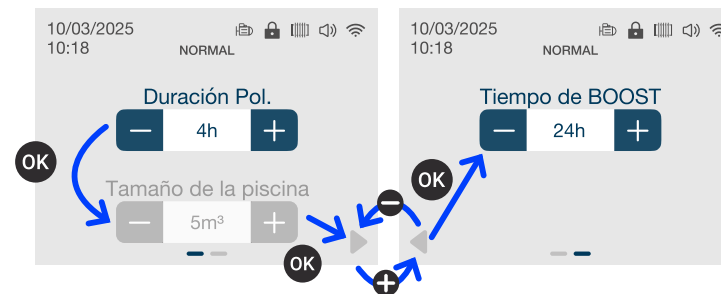 10/03/2025
10:18
NORMAL
Duración Pol.
4h
OK
Tamaño de la piscina
5m³
OK
10/03/2025
10:18
NORMAL
Tiempo de BOOST
24h
OK